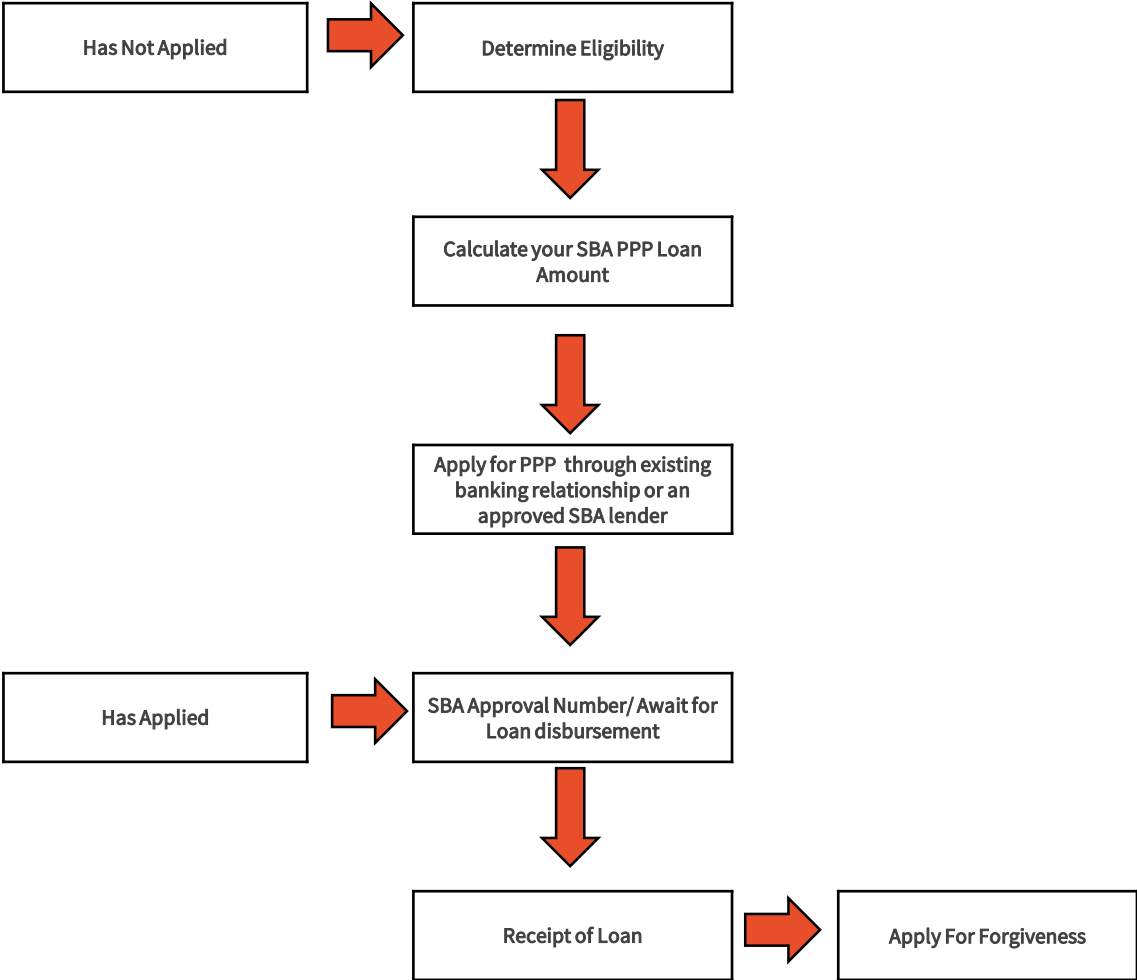 Has Not Applied
Determine Eligibility
Calculate your SBA PPP Loan
Amount
Apply for PPP through existing
banking relationship or an
approved SBA lender
Has Applied
SBA Approval Number/ Await for
Loan disbursement
Receipt of Loan
Apply For Forgiveness